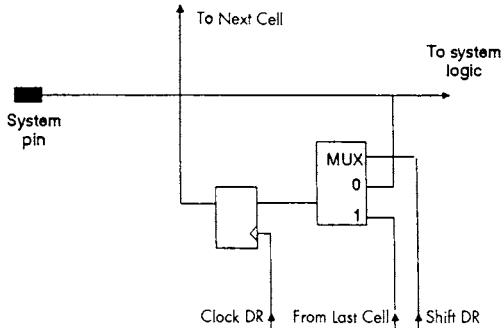 To Next Cell
To system
logic
System
pin
MUX
0
1
Clock DR
From Last Cell
Shift DR